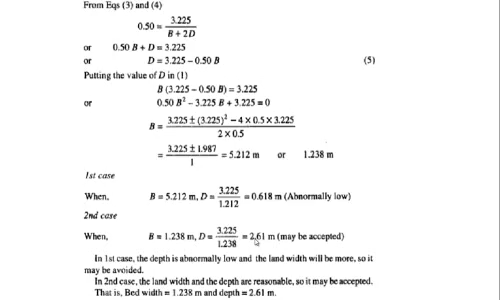 From Eqs (3) and (4)
0.50 = 3.225 / B + 2D
or 0.50 B + D = 3.225
or D = 3.225 – 0.50 B (5)
Putting the value of D in (1)
B (3.225 – 0.50 B) = 3.225
or 0.50 B² – 3.225 B + 3.225 = 0
B = 3.225 ± (3.225)² – 4 × 0.5 × 3.225 / 2 × 0.5
= 3.225 ± 1.987 / 1 = 5.212 m or 1.238 m
1st case
When, B = 5.212 m, D = 3.225 / 1.212 = 0.618 m (Abnormally low)
2nd case
When, B = 1.238 m, D = 3.225 / 1.238 = 2.61 m (may be accepted)
In 1st case, the depth is abnormally low and the land width will be more, so it
may be avoided.
In 2nd case, the land width and the depth are reasonable, so it may be accepted.
That is, Bed width = 1.238 m and depth = 2.61 m.